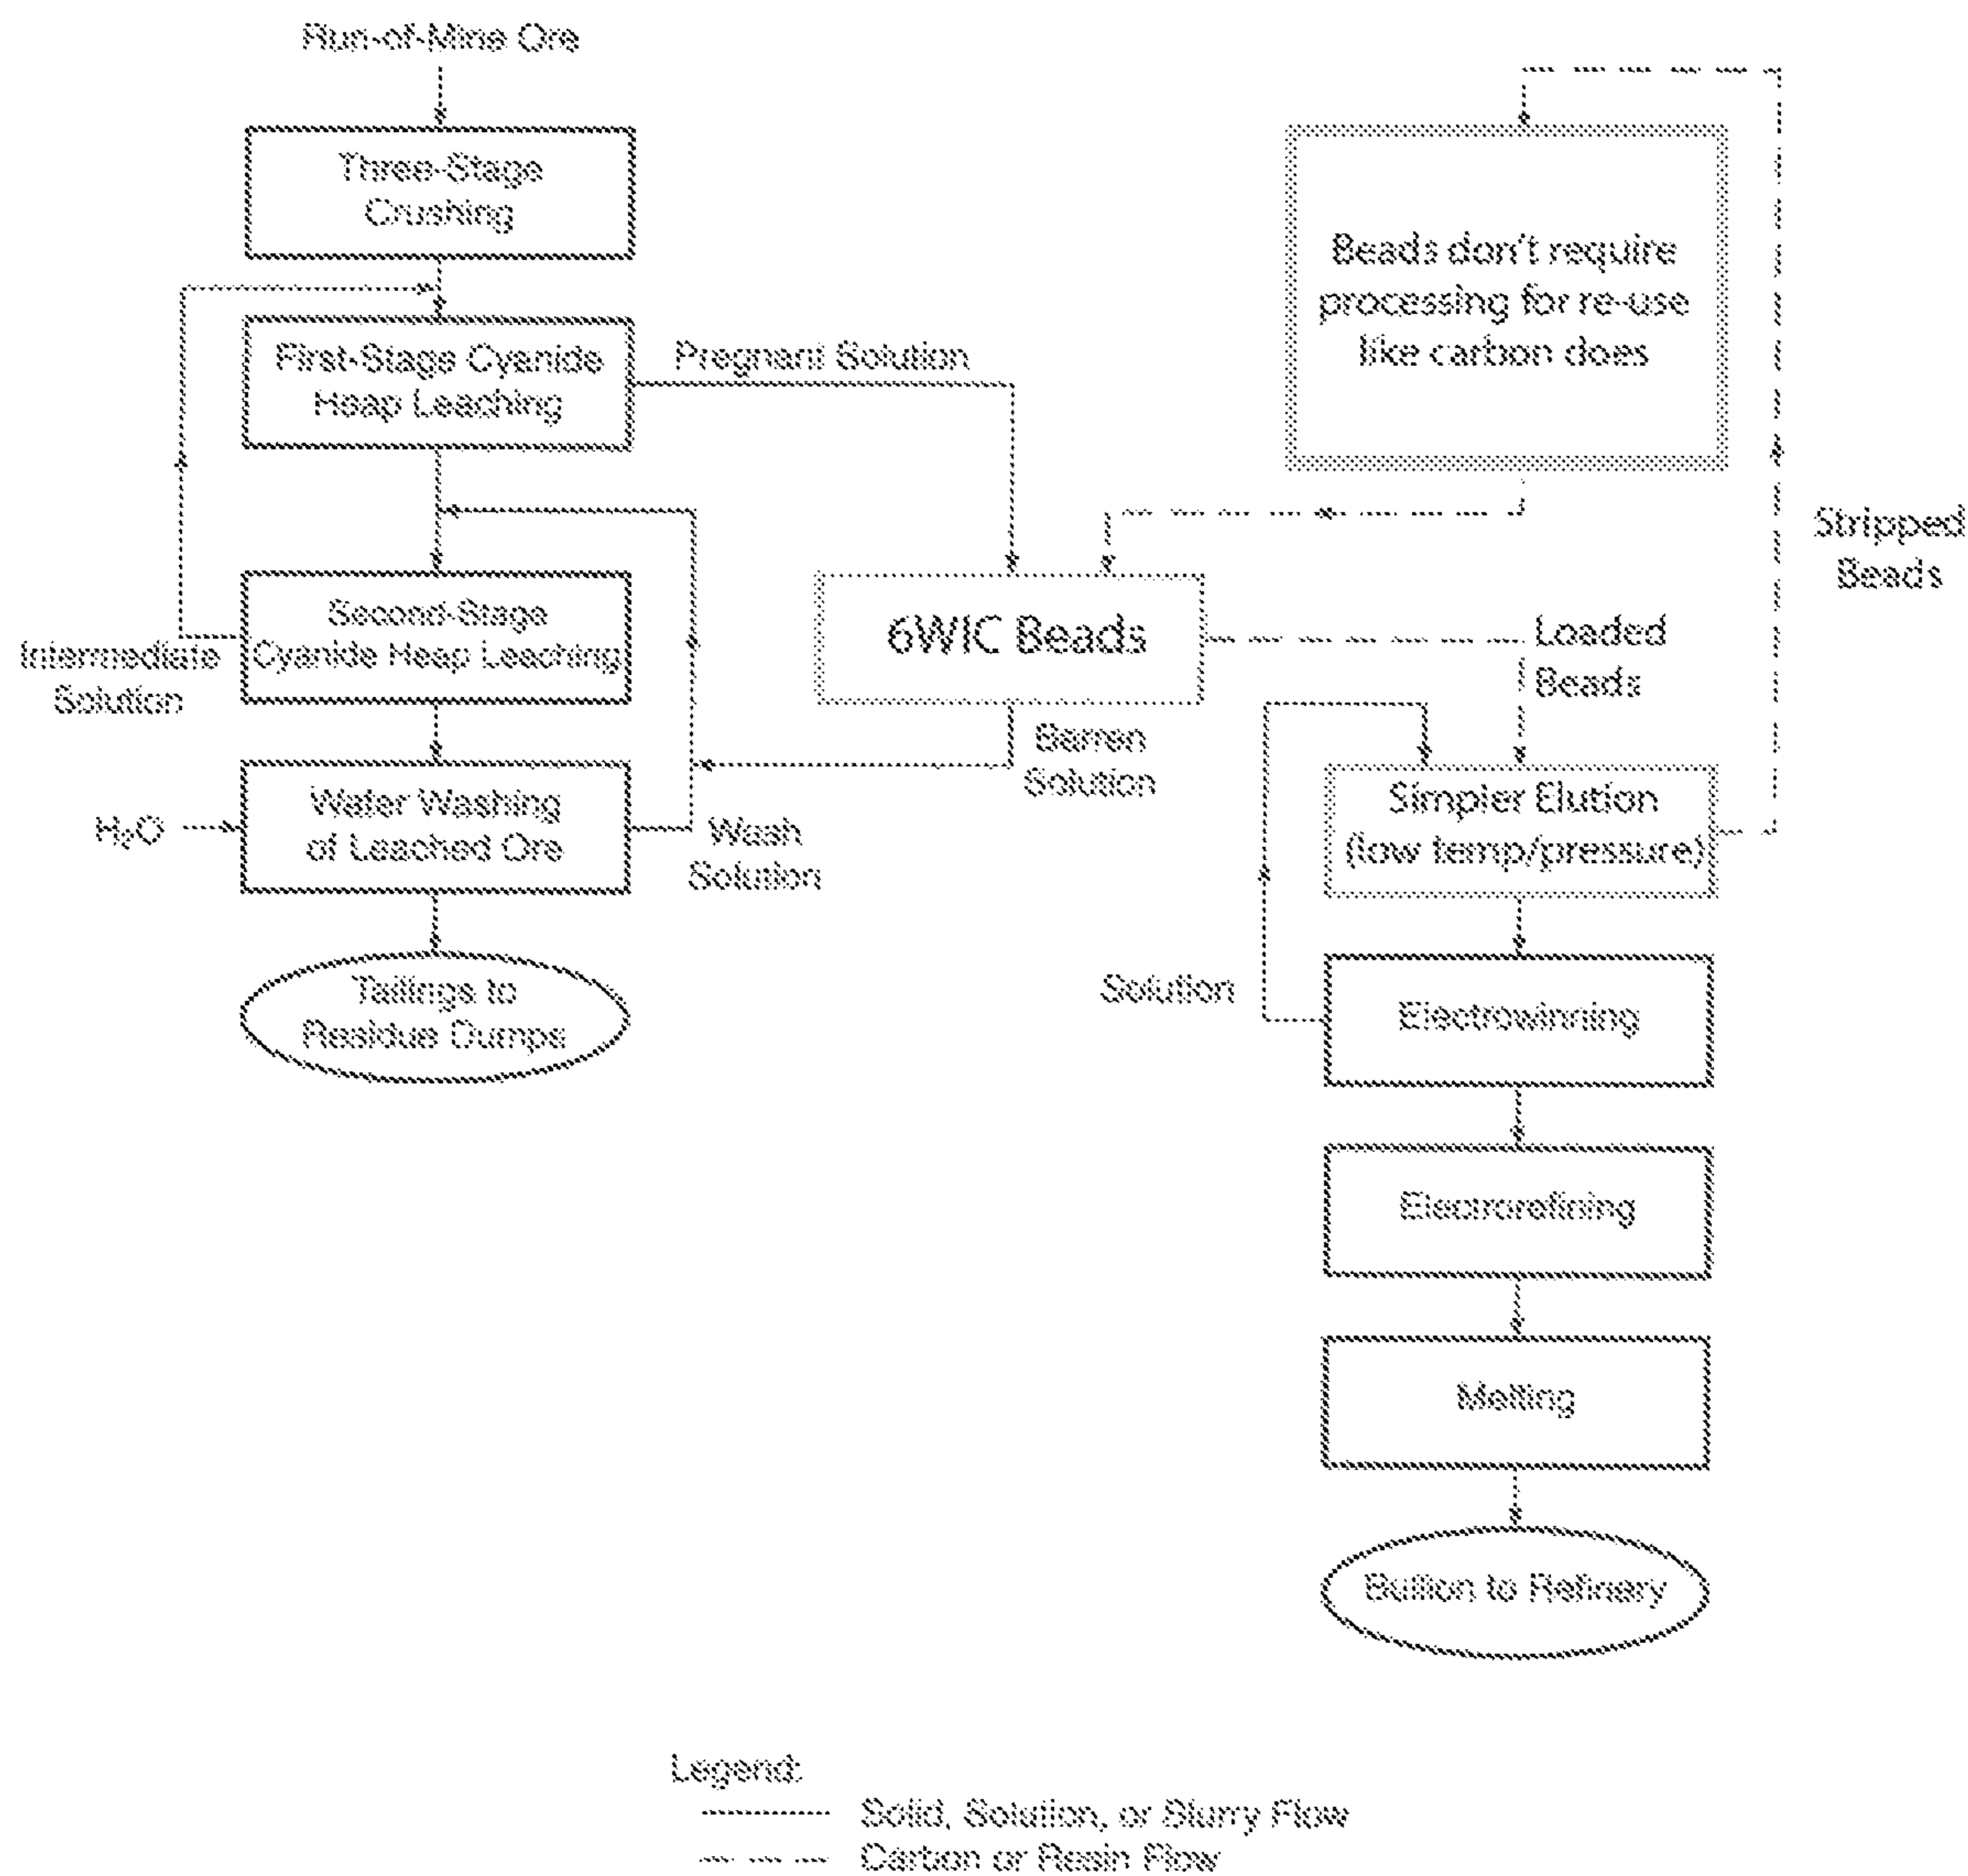 Run-of-Mine Ore
Three-Stage
Crushing
First-Stage Cyanide
Heap Leaching
Pregnant Solution
Beads don't require
processing for re-use
like carbon does
Stripped
Beads
Second-Stage
Cyanide Heap Leaching
Intermediate
Solution
6WIC Beads
Loaded
Beads
Barren
Solution
Water Washing
of Leached Ore
H₂O
Wash
Solution
Simpler Elution
(low temp/pressure)
Tailings to
Residue Dumps
Solution
Electrowinning
Electrorefining
Melting
Bullion to Refinery
Legend:
Solid, Solution, or Slurry Flow
Carbon or Resin Flow